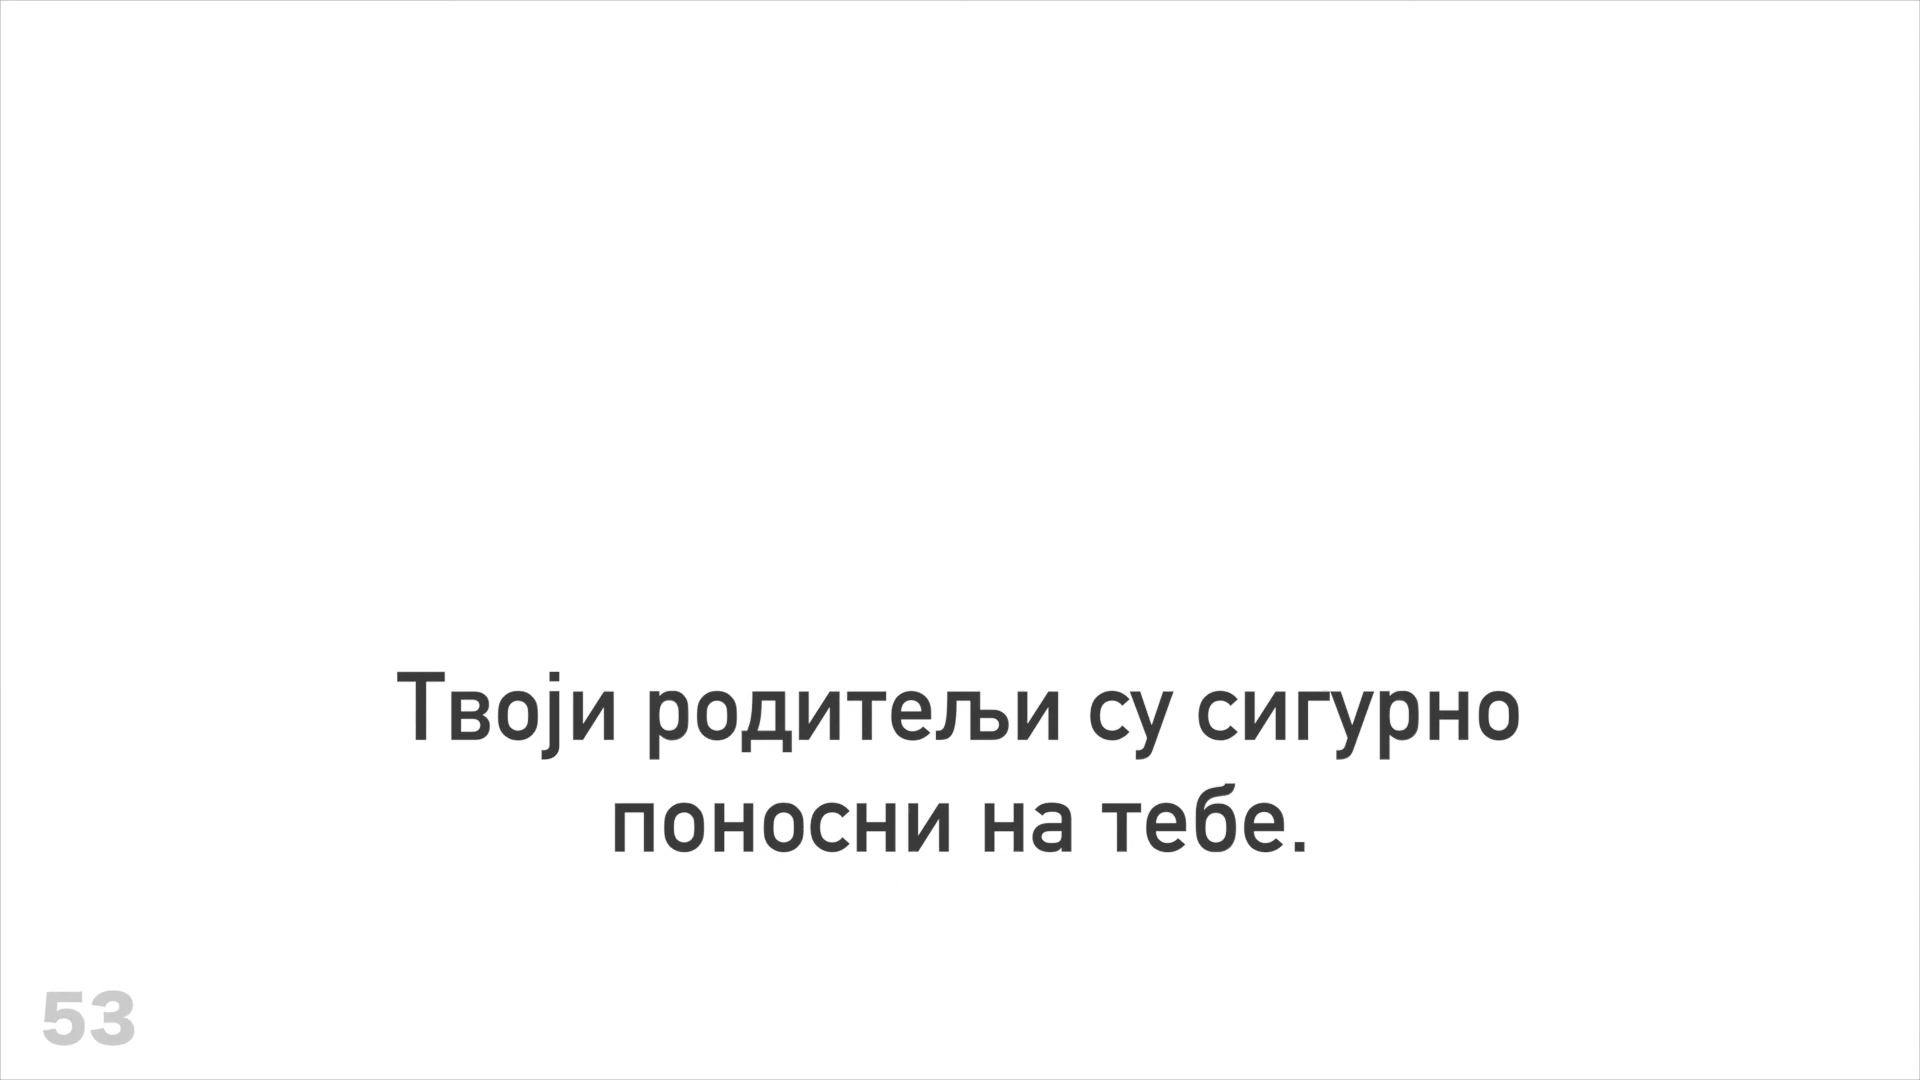 Твоји родитељи су сигурно
поносни на тебе.
53